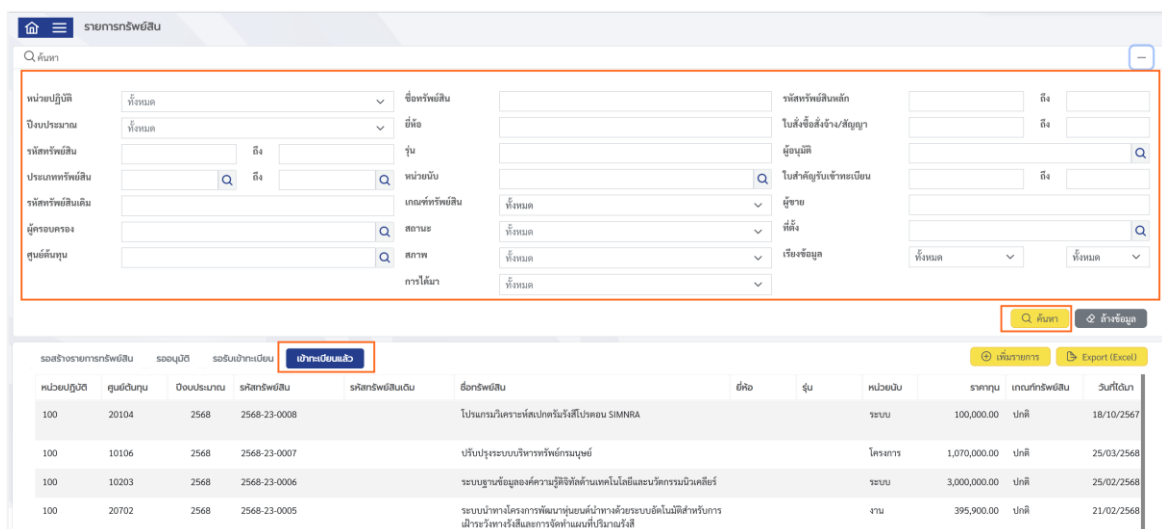 รายการทรัพย์สิน
ค้นหา
หน่วยปฏิบัติ ทั้งหมด ชื่อทรัพย์สิน รหัสทรัพย์สินหลัก ถึง
ปีงบประมาณ ทั้งหมด ยี่ห้อ ใบสั่งซื้อสั่งจ้าง/สัญญา ถึง
รหัสทรัพย์สิน ถึง รุ่น ผู้อนุมัติ
ประเภททรัพย์สิน ถึง หน่วยนับ ใบสำคัญรับเข้าทะเบียน ถึง
รหัสทรัพย์สินเดิม เกณฑ์ทรัพย์สิน ทั้งหมด ผู้ขาย
ผู้ครอบครอง สถานะ ทั้งหมด ที่ตั้ง
ศูนย์ต้นทุน สภาพ ทั้งหมด เรียงข้อมูล ทั้งหมด ทั้งหมด
การได้มา ทั้งหมด
ค้นหา ล้างข้อมูล
รอสร้างรายการทรัพย์สิน รออนุมัติ รอรับเข้าทะเบียน เข้าทะเบียนแล้ว เพิ่มรายการ Export (Excel)
หน่วยปฏิบัติ ศูนย์ต้นทุน ปีงบประมาณ รหัสทรัพย์สิน รหัสทรัพย์สินเดิม ชื่อทรัพย์สิน ยี่ห้อ รุ่น หน่วยนับ ราคาทุน เกณฑ์ทรัพย์สิน วันที่ได้มา
100 20104 2568 2568-23-0008 โปรแกรมวิเคราะห์สเปกตรัมรังสีโปรตอน SIMNRA ระบบ 100,000.00 ปกติ 18/10/2567
100 10106 2568 2568-23-0007 ปรับปรุงระบบบริหารทรัพย์กรมนุษย์ โครงการ 1,070,000.00 ปกติ 25/03/2568
100 10203 2568 2568-23-0006 ระบบฐานข้อมูลองค์ความรู้ดิจิทัลด้านเทคโนโลยีและนวัตกรรมนิวเคลียร์ ระบบ 3,000,000.00 ปกติ 25/02/2568
100 20702 2568 2568-23-0005 ระบบนำทางโครงการพัฒนาหุ่นยนต์นำทางด้วยระบบอัตโนมัติสำหรับการ งาน 395,900.00 ปกติ 21/02/2568
เฝ้าระวังทางรังสีและการจัดทำแผนที่ปริมาณรังสี